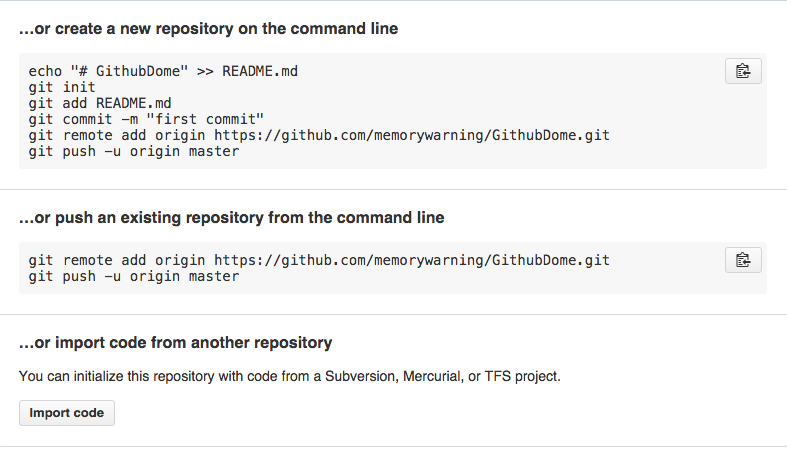 ...or create a new repository on the command line
echo "# GithubDome" >> README.md
git init
git add README.md
git commit -m "first commit"
git remote add origin https://github.com/memorywarning/GithubDome.git
git push -u origin master
...or push an existing repository from the command line
git remote add origin https://github.com/memorywarning/GithubDome.git
git push -u origin master
...or import code from another repository
You can initialize this repository with code from a Subversion, Mercurial, or TFS project.
Import code